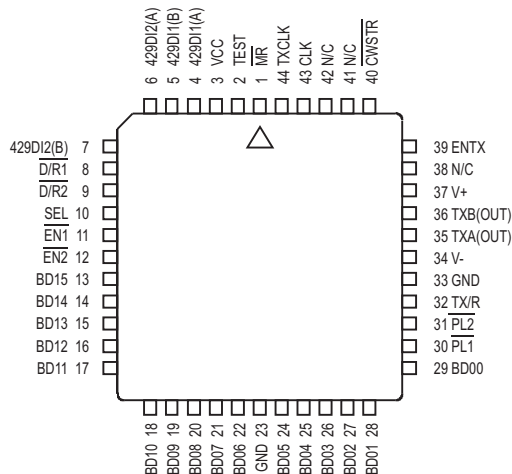 6 429DI2(A)
5 429DI1(B)
4 429DI1(A)
3 VCC
2 TEST
1 MR
44 TXCLK
43 CLK
42 N/C
41 N/C
40 CWSTR
429DI2(B) 7
D/R1 8
D/R2 9
SEL 10
EN1 11
EN2 12
BD15 13
BD14 14
BD13 15
BD12 16
BD11 17
39 ENTX
38 N/C
37 V+
36 TXB(OUT)
35 TXA(OUT)
34 V-
33 GND
32 TX/R
31 PL2
30 PL1
29 BD00
BD10 18
BD09 19
BD08 20
BD07 21
BD06 22
GND 23
BD05 24
BD04 25
BD03 26
BD02 27
BD01 28